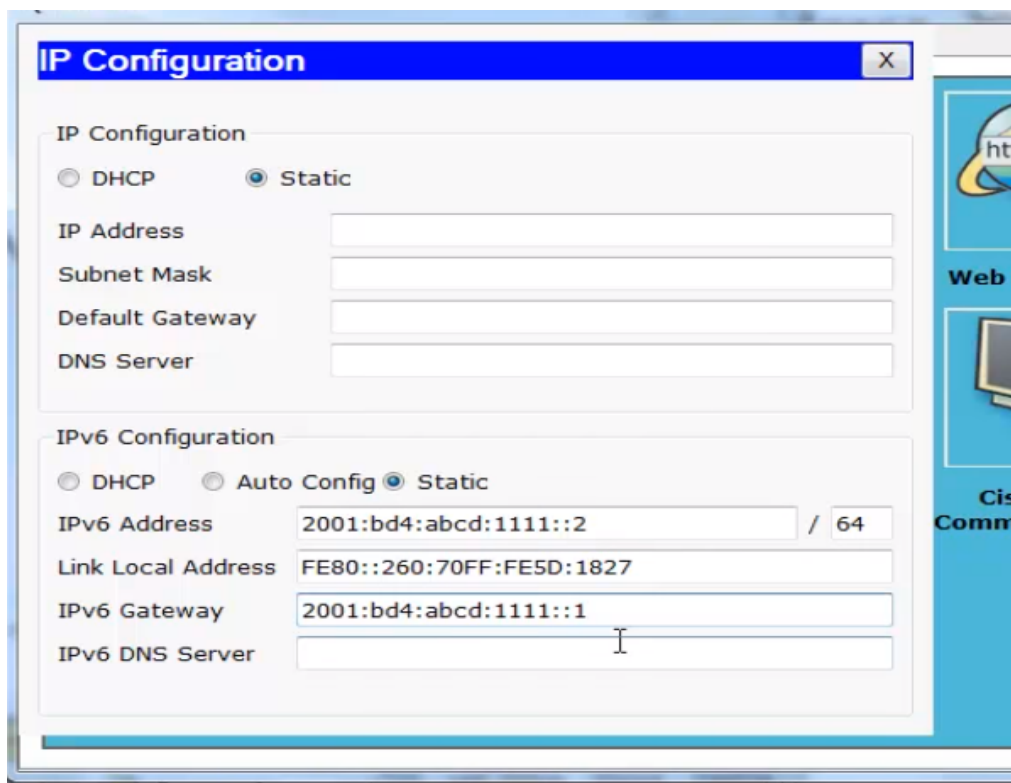 IP Configuration
X
IP Configuration
DHCP Static
IP Address
Subnet Mask
Default Gateway
DNS Server
IPv6 Configuration
DHCP Auto Config Static
IPv6 Address 2001:bd4:abcd:1111::2 / 64
Link Local Address FE80::260:70FF:FE5D:1827
IPv6 Gateway 2001:bd4:abcd:1111::1
IPv6 DNS Server
Web